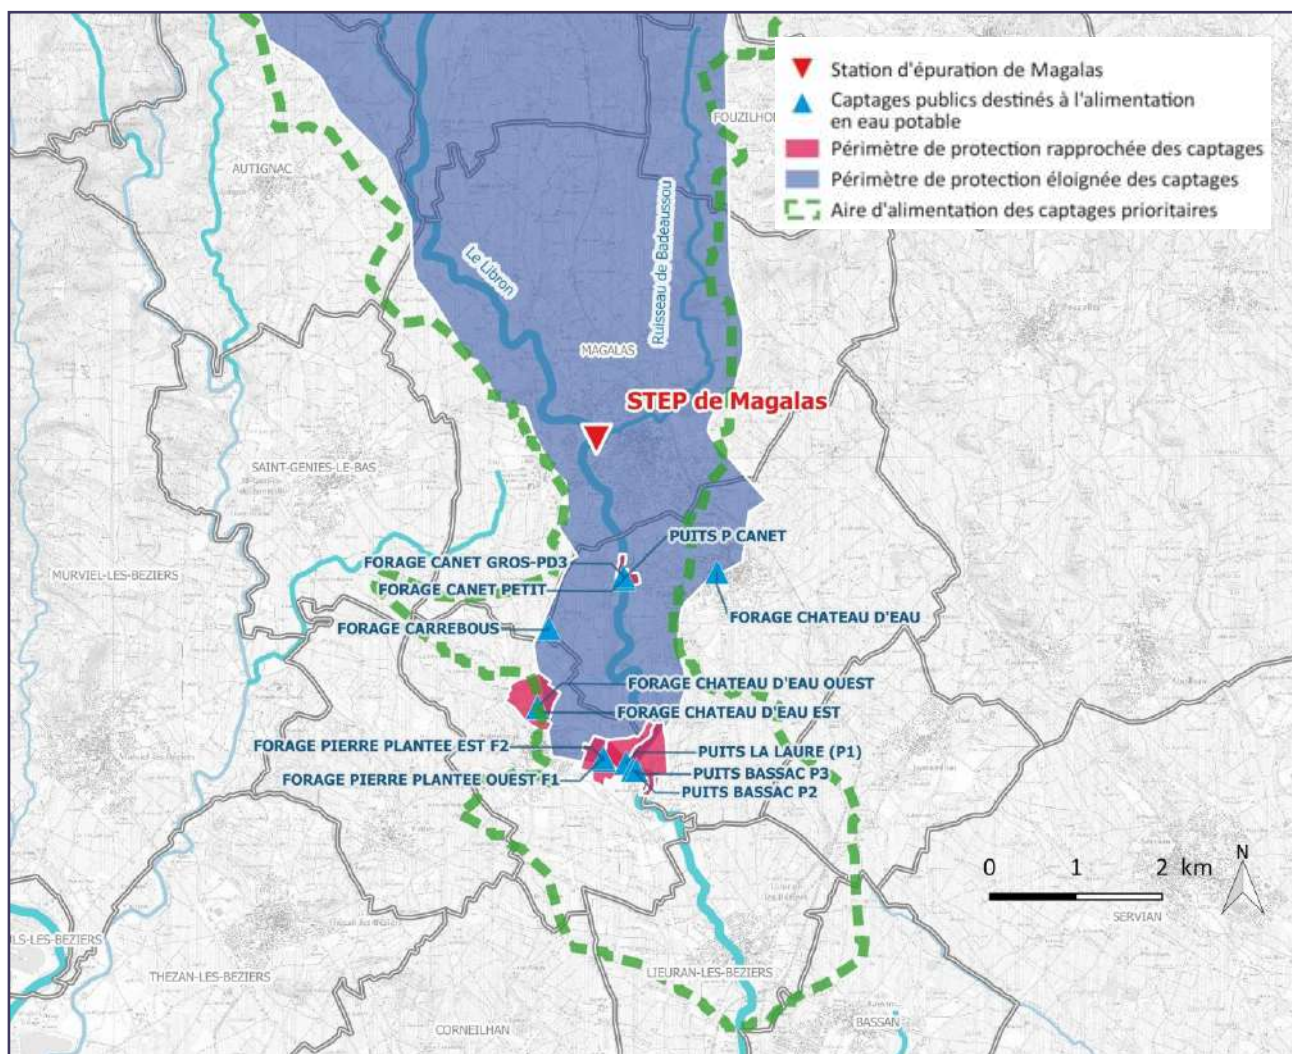 Station d'épuration de Magalas
Captages publics destinés à l'alimentation
en eau potable
Périmètre de protection rapprochée des captages
Périmètre de protection éloignée des captages
Aire d'alimentation des captages prioritaires
AUTIGNAC
Le Libron
Ruisseau de Badeaussou
MAGALAS
STEP de Magalas
SAINT-GENIES-LE-BAS
MURVIEL-LES-BEZIERS
PUITS P CANET
FORAGE CANET GROS-PD3
FORAGE CANET PETIT
FORAGE CHATEAU D'EAU
FORAGE CARREBOUS
FORAGE CHATEAU D'EAU OUEST
FORAGE CHATEAU D'EAU EST
FORAGE PIERRE PLANTEE EST F2
PUITS LA LAURE (P1)
FORAGE PIERRE PLANTEE OUEST F1
PUITS BASSAC P3
PUITS BASSAC P2
0 1 2 km
N
SERVIAN
LS-LES-BEZIERS
THEZAN-LES-BEZIERS
LIEURAN-LES-BEZIERS
CORNEILHAN
BASSAN